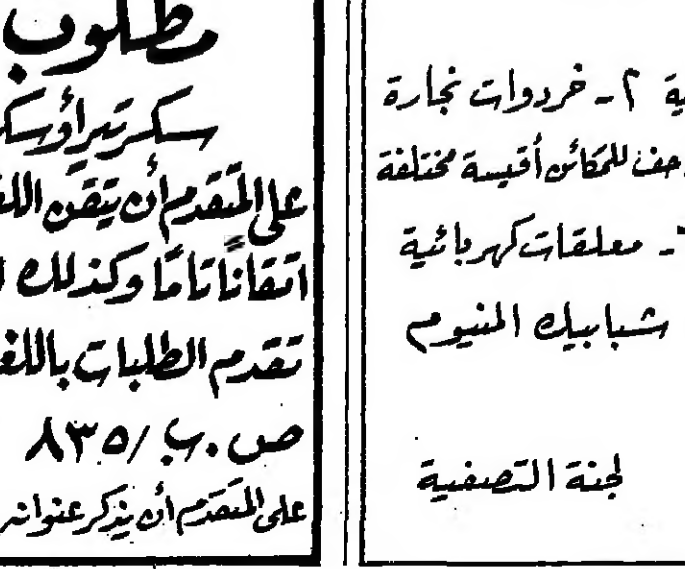 ية ٢ - خردوات نجارة
حف للمكائن أقيسة مختلفة
- معلقات كهربائية
شبابيك المنيوم
لجنة التصفية
مطلوب
سكرتير أو سكر
على المتقدم أن يتقن اللغ
اتقاناً تاماً وكذلك ا
تقدم الطلبات باللغ
ص.ب/٨٣٥
على المتقدم أن يذكر عنوانه